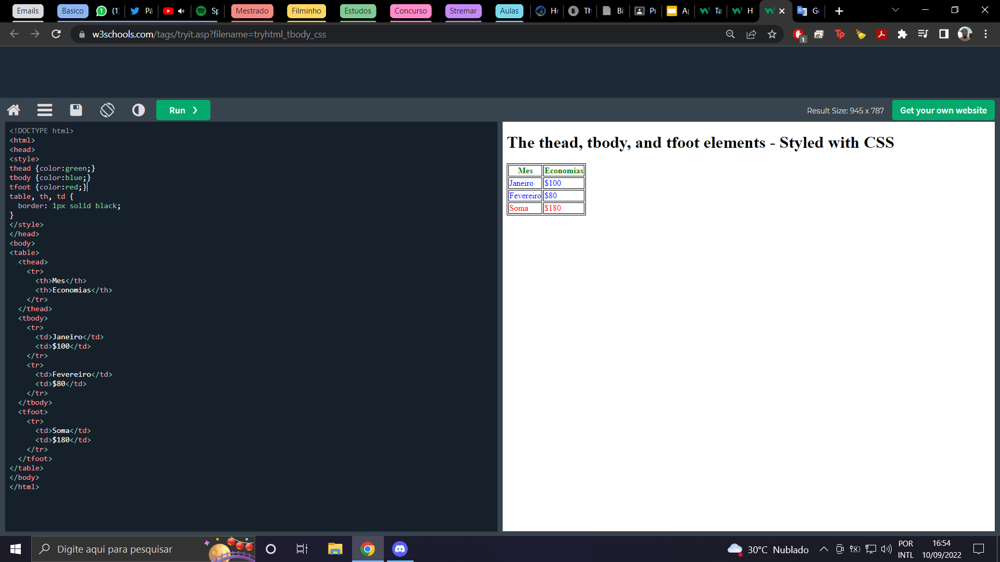 Emails
Basico
(1)
Pá
Sp
Mestrado
Filminho
Estudos
Concurso
Stremar
Aulas
Th
Bi
Pr
Ap
Ta
w3schools.com/tags/tryit.asp?filename=tryhtml_tbody_css
1
Run ❯
Result Size: 945 x 787
Get your own website
<!DOCTYPE html>
<html>
<head>
<style>
thead {color:green;}
tbody {color:blue;}
tfoot {color:red;}
table, th, td {
  border: 1px solid black;
}
</style>
</head>
<body>
<table>
  <thead>
    <tr>
      <th>Mes</th>
      <th>Economias</th>
    </tr>
  </thead>
  <tbody>
    <tr>
      <td>Janeiro</td>
      <td>$100</td>
    </tr>
    <tr>
      <td>Fevereiro</td>
      <td>$80</td>
    </tr>
  </tbody>
  <tfoot>
    <tr>
      <td>Soma</td>
      <td>$180</td>
    </tr>
  </tfoot>
</table>
</body>
</html>
The thead, tbody, and tfoot elements - Styled with CSS
Mes Economias
Janeiro $100
Fevereiro $80
Soma $180
Digite aqui para pesquisar
30°C Nublado
POR
INTL
16:54
10/09/2022